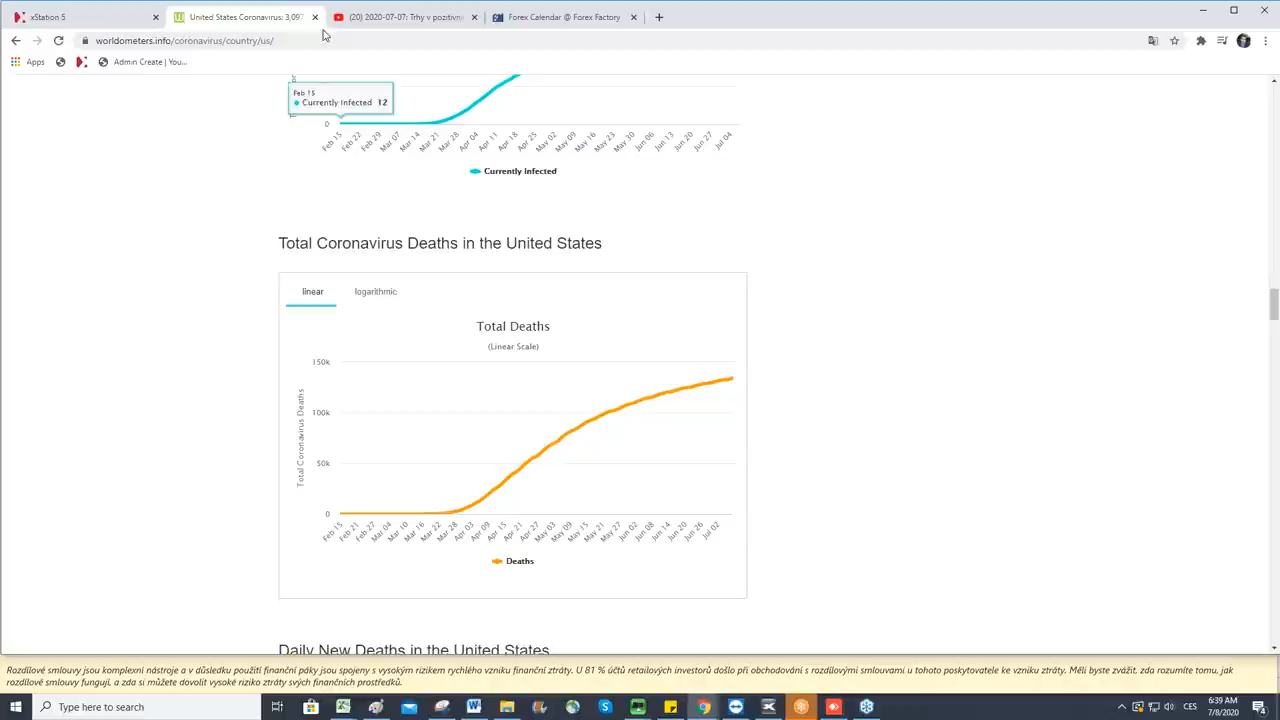 xStation 5
United States Coronavirus: 3,097
(20) 2020-07-07: Trhy v pozitivn
Forex Calendar @ Forex Factory
worldometers.info/coronavirus/country/us/
Apps
Admin Create | You...
Feb 15
Currently Infected 12
0
Feb 15 Feb 22 Feb 29 Mar 07 Mar 14 Mar 21 Mar 28 Apr 04 Apr 11 Apr 18 Apr 25 May 02 May 09 May 16 May 23 May 30 Jun 06 Jun 13 Jun 20 Jun 27 Jul 04
Currently Infected
Total Coronavirus Deaths in the United States
linear
logarithmic
Total Deaths
(Linear Scale)
Total Coronavirus Deaths
150k
100k
50k
0
Feb 15 Feb 21 Feb 27 Mar 04 Mar 10 Mar 16 Mar 22 Mar 28 Apr 03 Apr 09 Apr 15 Apr 21 Apr 27 May 03 May 09 May 15 May 21 May 27 Jun 02 Jun 08 Jun 14 Jun 20 Jun 26 Jul 02
Deaths
Daily New Deaths in the United States
Rozdílové smlouvy jsou komplexní nástroje a v důsledku použití finanční páky jsou spojeny s vysokým rizikem rychlého vzniku finanční ztráty. U 81 % účtů retailových investorů došlo při obchodování s rozdílovými smlouvami u tohoto poskytovatele ke vzniku ztráty. Měli byste zvážit, zda rozumíte tomu, jak
rozdílové smlouvy fungují, a zda si můžete dovolit vysoké riziko ztráty svých finančních prostředků.
Type here to search
CS
6:39 AM
7/8/2020
4